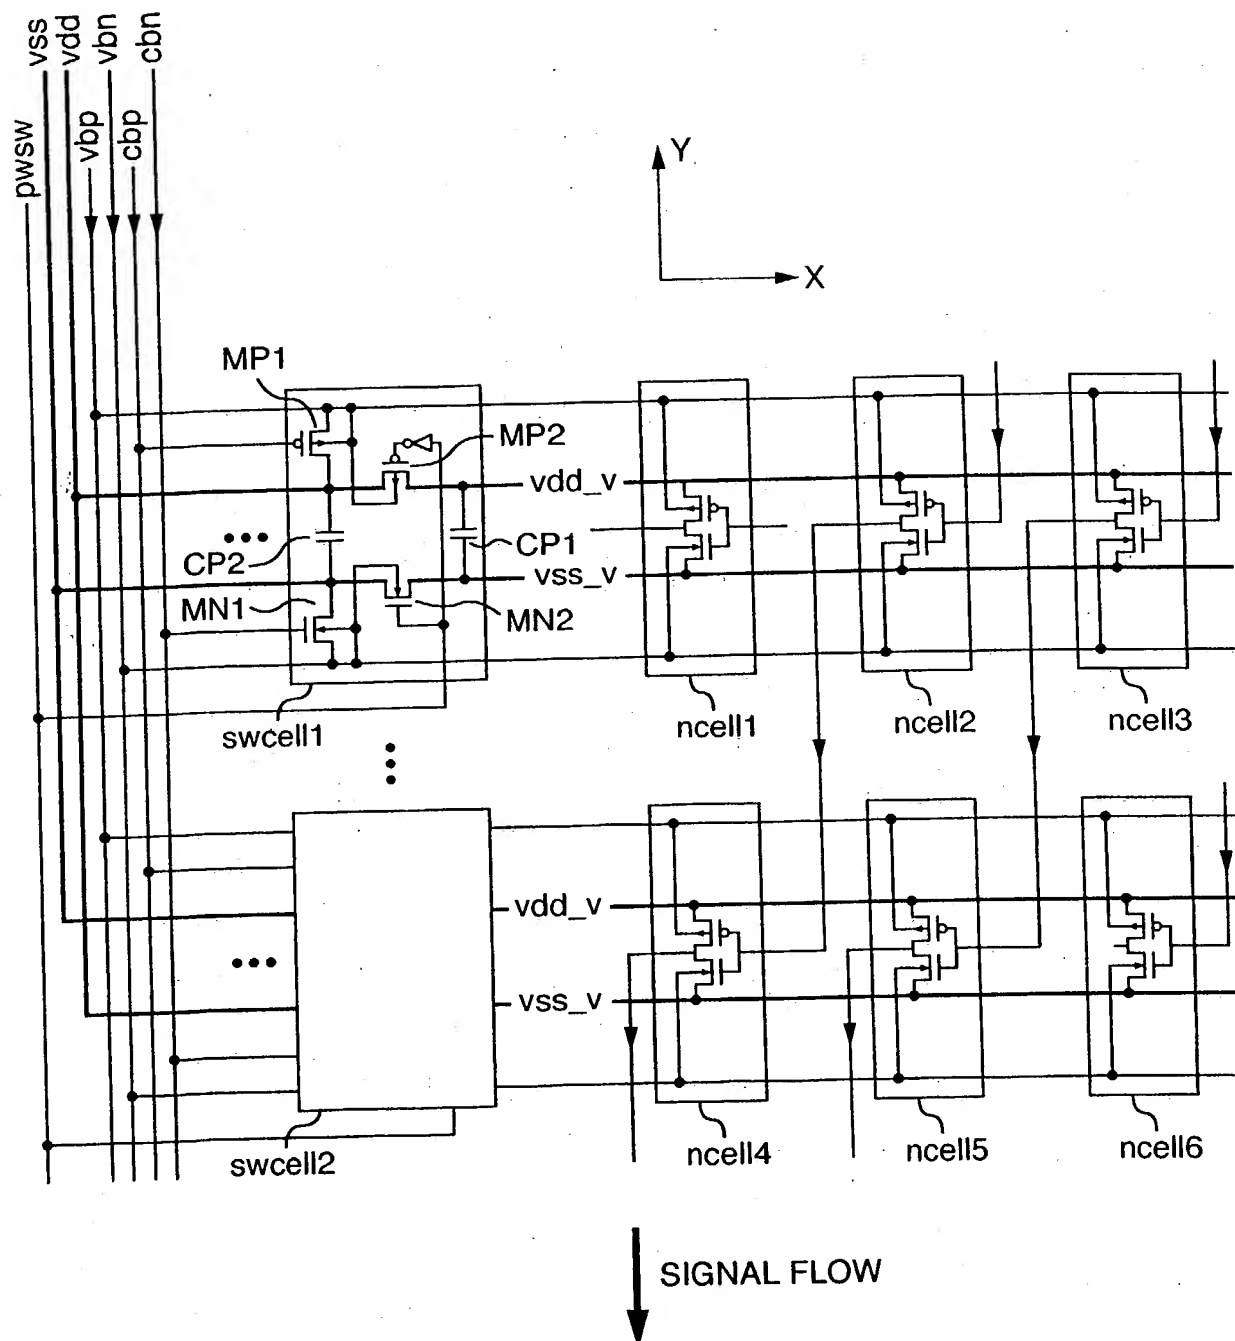 pwsw
vss
vdd
vbp
vbn
cbp
cbn
Y
X
MP1
MP2
vdd_v
CP2
CP1
vss_v
MN1
MN2
swcell1
ncell1
ncell2
ncell3
vdd_v
vss_v
swcell2
ncell4
ncell5
ncell6
SIGNAL FLOW